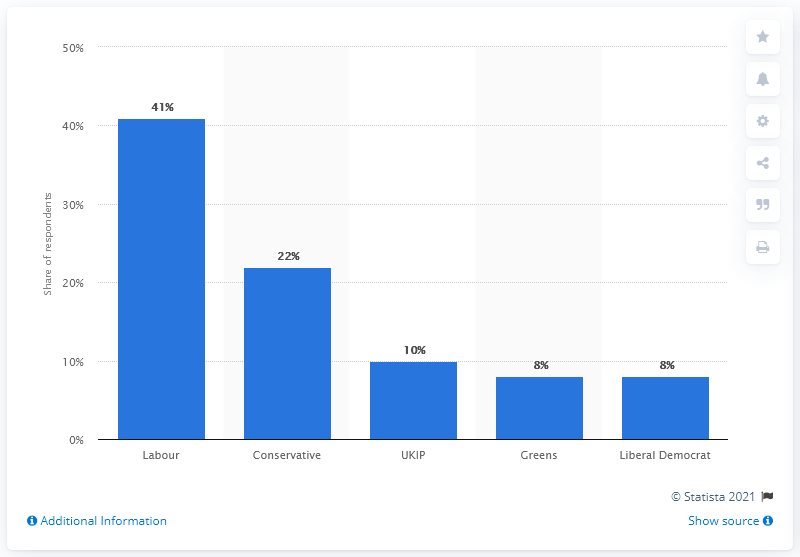 50%
41%
40%
30%
22%
20%
10%
10%
8%
8%
0%
Share of respondents
Labour
Conservative
UKIP
Greens
Liberal Democrat
© Statista 2021
Additional Information
Show source